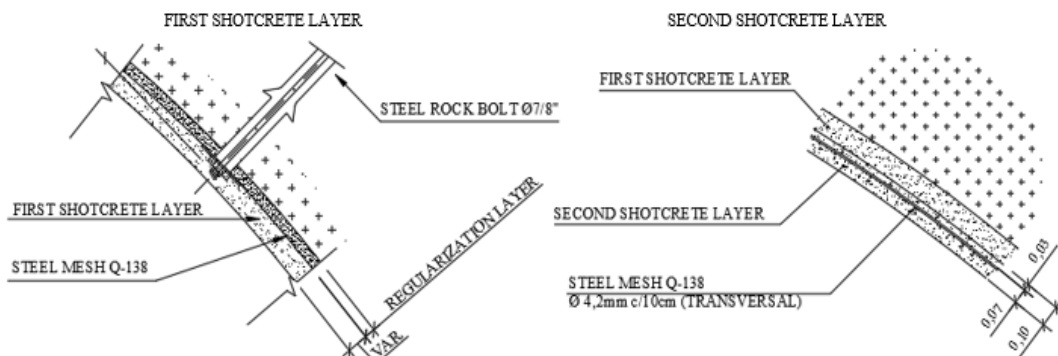 FIRST SHOTCRETE LAYER
STEEL ROCK BOLT Ø7/8"
FIRST SHOTCRETE LAYER
STEEL MESH Q-138
REGULARIZATION LAYER
VAR
SECOND SHOTCRETE LAYER
FIRST SHOTCRETE LAYER
SECOND SHOTCRETE LAYER
STEEL MESH Q-138
Ø 4,2mm c/10cm (TRANSVERSAL)
0,03
0,07
0,10